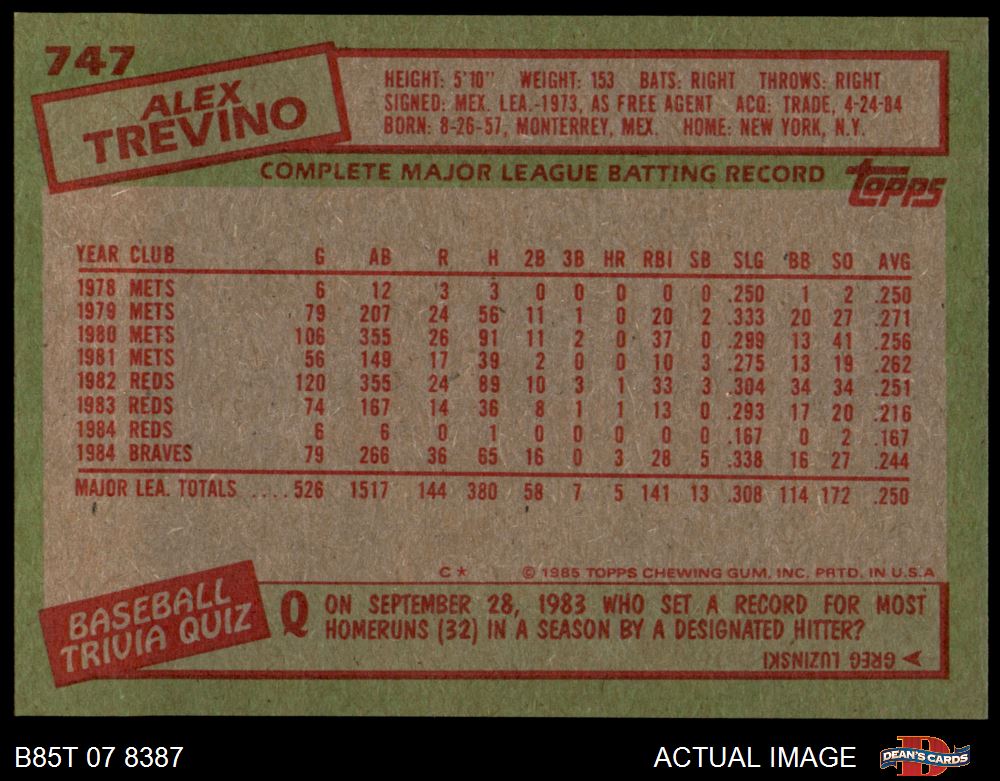 747
ALEX
TREVINO
HEIGHT: 5'10" WEIGHT: 153 BATS: RIGHT THROWS: RIGHT
SIGNED: MEX. LEA.-1973, AS FREE AGENT ACQ: TRADE, 4-24-84
BORN: 8-26-57, MONTERREY, MEX. HOME: NEW YORK, N.Y.
COMPLETE MAJOR LEAGUE BATTING RECORD
topps
YEAR CLUB G AB R H 2B 3B HR RBI SB SLG BB SO AVG
1978 METS 6 12 3 3 0 0 0 0 0 .250 1 2 .250
1979 METS 79 207 24 56 11 1 0 20 2 .333 20 27 .271
1980 METS 106 355 26 91 11 2 0 37 0 .299 13 41 .256
1981 METS 56 149 17 39 2 0 0 10 3 .275 13 19 .262
1982 REDS 120 355 24 89 10 3 1 33 3 .304 34 34 .251
1983 REDS 74 167 14 36 8 1 1 13 0 .293 17 20 .216
1984 REDS 6 6 0 1 0 0 0 0 0 .167 0 2 .167
1984 BRAVES 79 266 36 65 16 0 3 28 5 .338 16 27 .244
MAJOR LEA. TOTALS ....526 1517 144 380 58 7 5 141 13 .308 114 172 .250
C* © 1985 TOPPS CHEWING GUM, INC. PRTD. IN U.S.A
BASEBALL
TRIVIA QUIZ
Q ON SEPTEMBER 28, 1983 WHO SET A RECORD FOR MOST
HOMERUNS (32) IN A SEASON BY A DESIGNATED HITTER?
GREG LUZINSKI
B85T 07 8387
ACTUAL IMAGE
DEAN'S CARDS